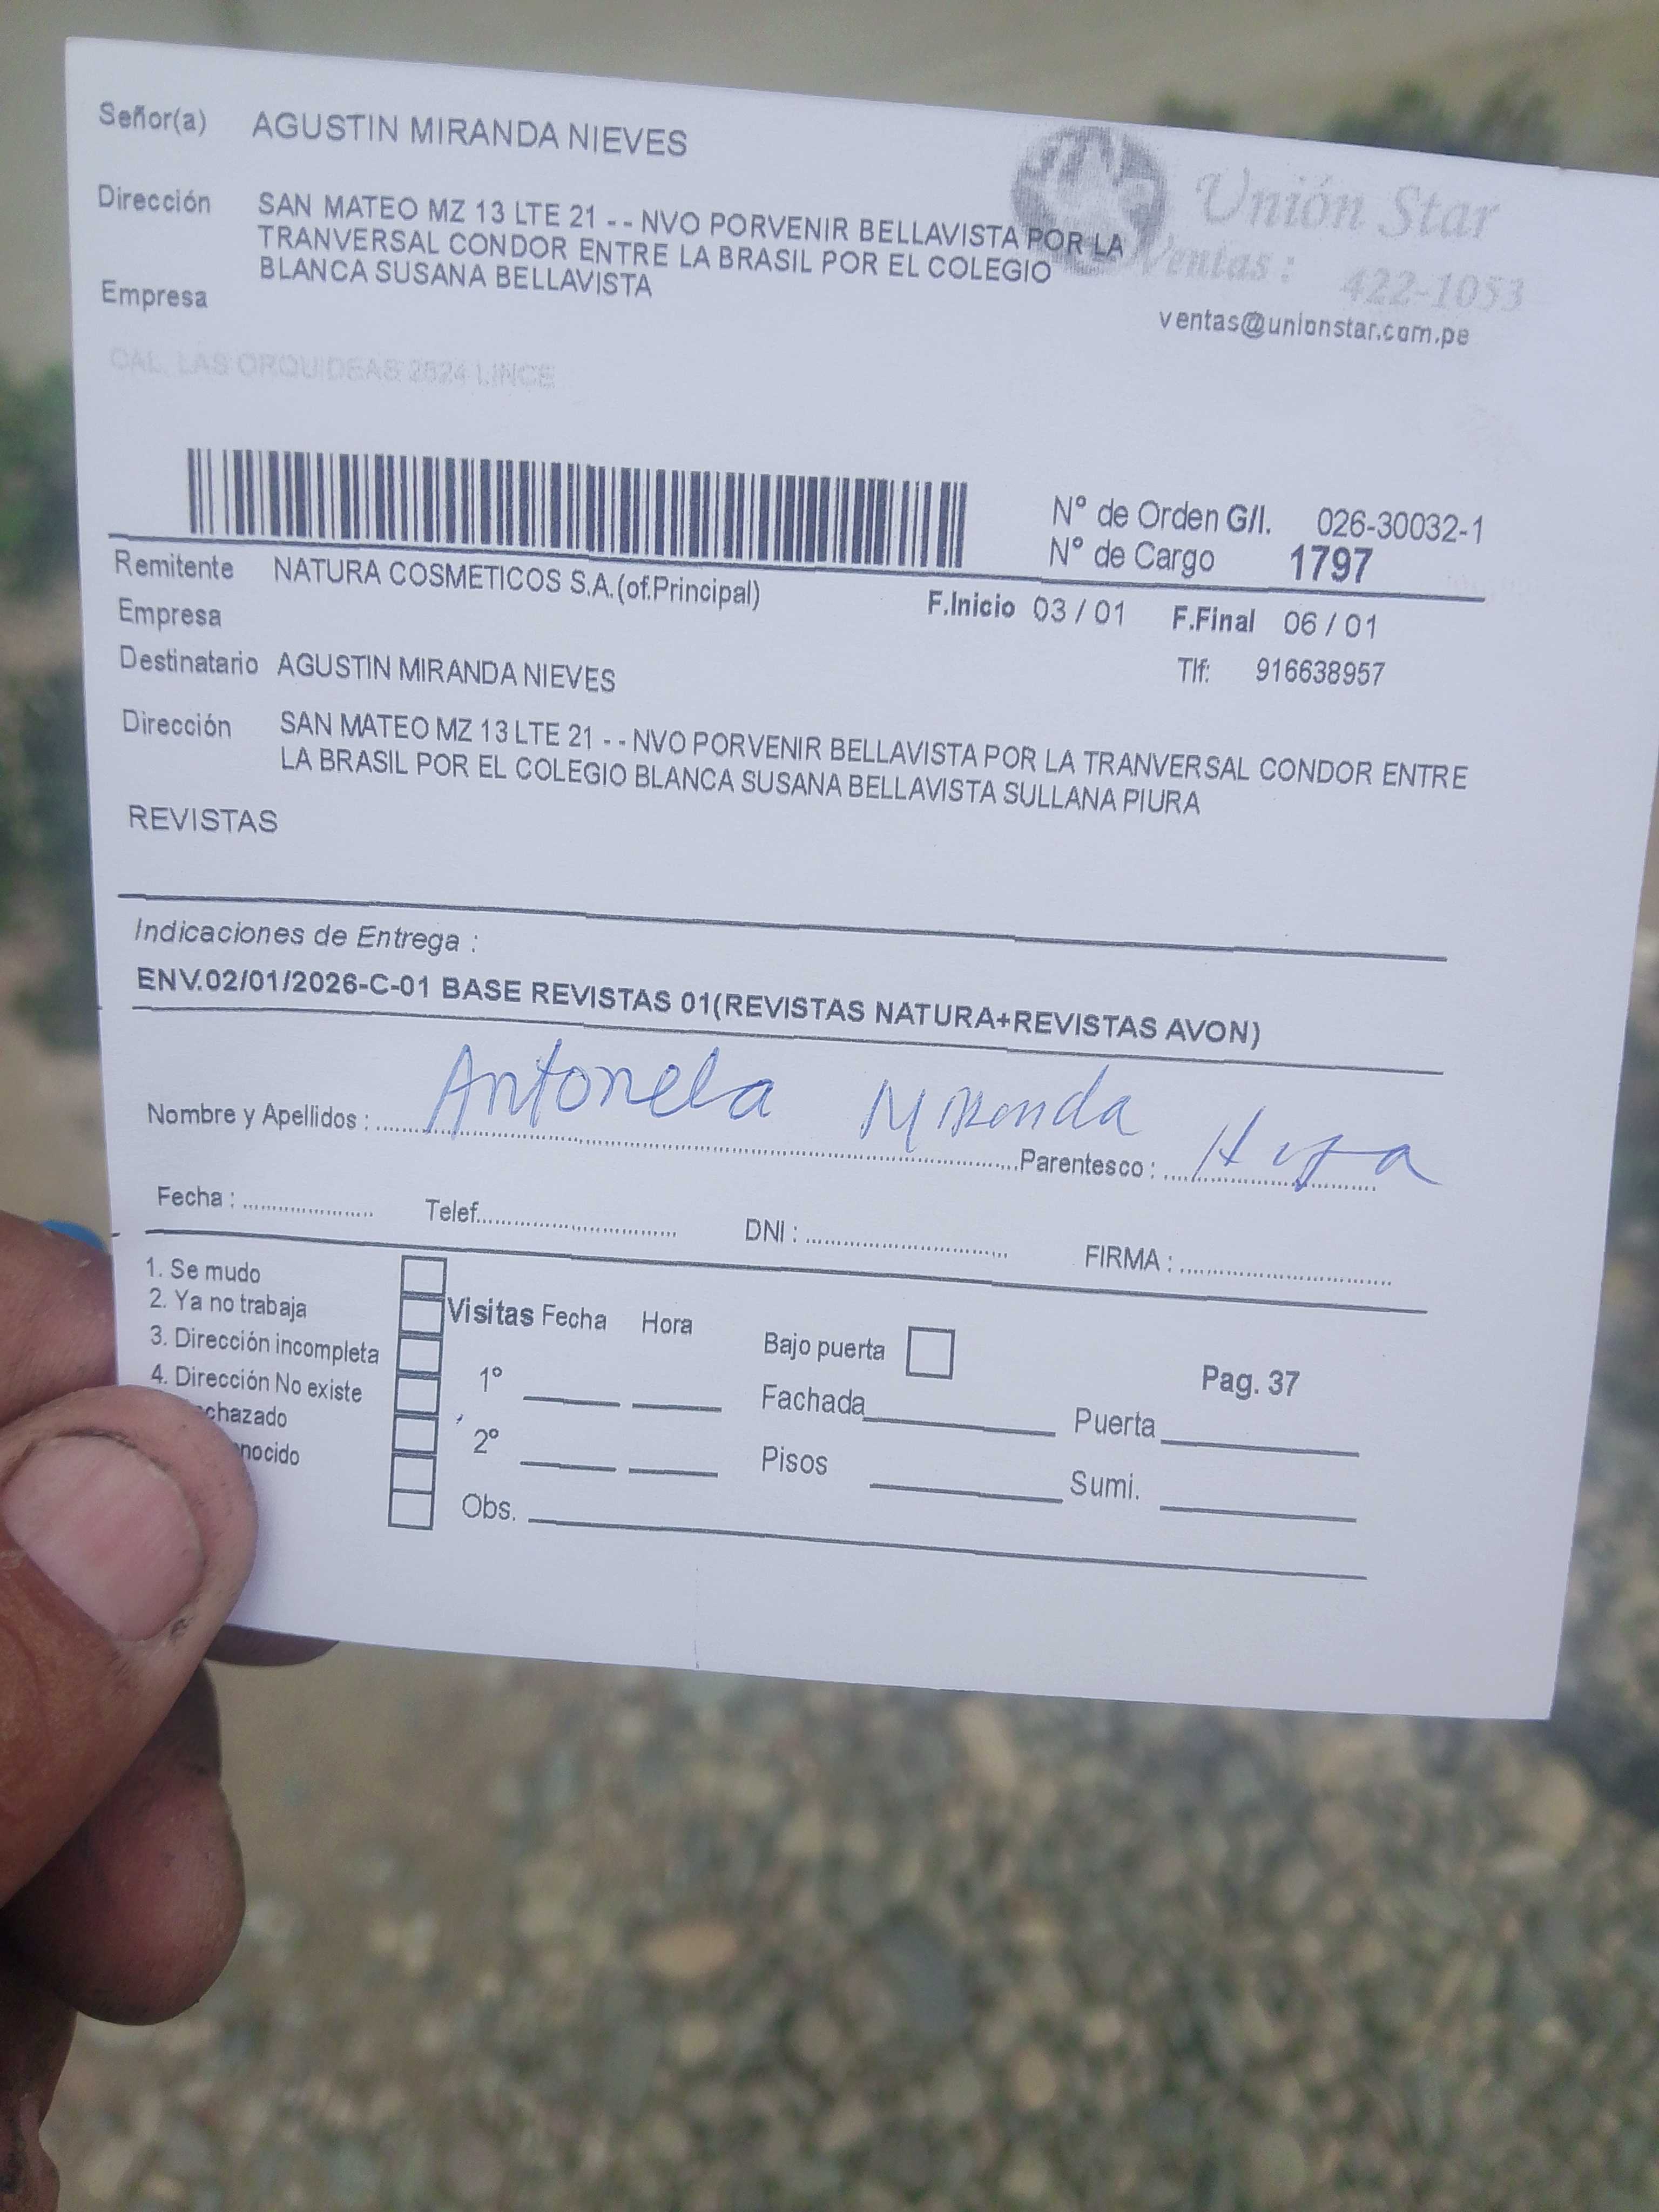 Señor(a) AGUSTIN MIRANDA NIEVES
Dirección SAN MATEO MZ 13 LTE 21 - - NVO PORVENIR BELLAVISTA POR LA
TRANVERSAL CONDOR ENTRE LA BRASIL POR EL COLEGIO
BLANCA SUSANA BELLAVISTA
Empresa
Unión Star
Ventas : 422-1053
ventas@unionstar.com.pe
CAL. LAS ORQUIDEAS 2624 LINCE
Nº de Orden G/I. 026-30032-1
Nº de Cargo 1797
Remitente NATURA COSMETICOS S.A.(of.Principal)
F.Inicio 03 / 01 F.Final 06 / 01
Empresa
Destinatario AGUSTIN MIRANDA NIEVES
Tlf: 916638957
Dirección SAN MATEO MZ 13 LTE 21 - - NVO PORVENIR BELLAVISTA POR LA TRANVERSAL CONDOR ENTRE
LA BRASIL POR EL COLEGIO BLANCA SUSANA BELLAVISTA SULLANA PIURA
REVISTAS
Indicaciones de Entrega :
ENV.02/01/2026-C-01 BASE REVISTAS 01(REVISTAS NATURA+REVISTAS AVON)
Nombre y Apellidos : Antonela Miranda Parentesco : Hija
Fecha : Telef. DNI : FIRMA :
1. Se mudo
2. Ya no trabaja
3. Dirección incompleta
4. Dirección No existe
chazado
nocido
Visitas Fecha Hora
1º
2º
Obs.
Bajo puerta
Fachada Puerta
Pisos Sumi.
Pag. 37